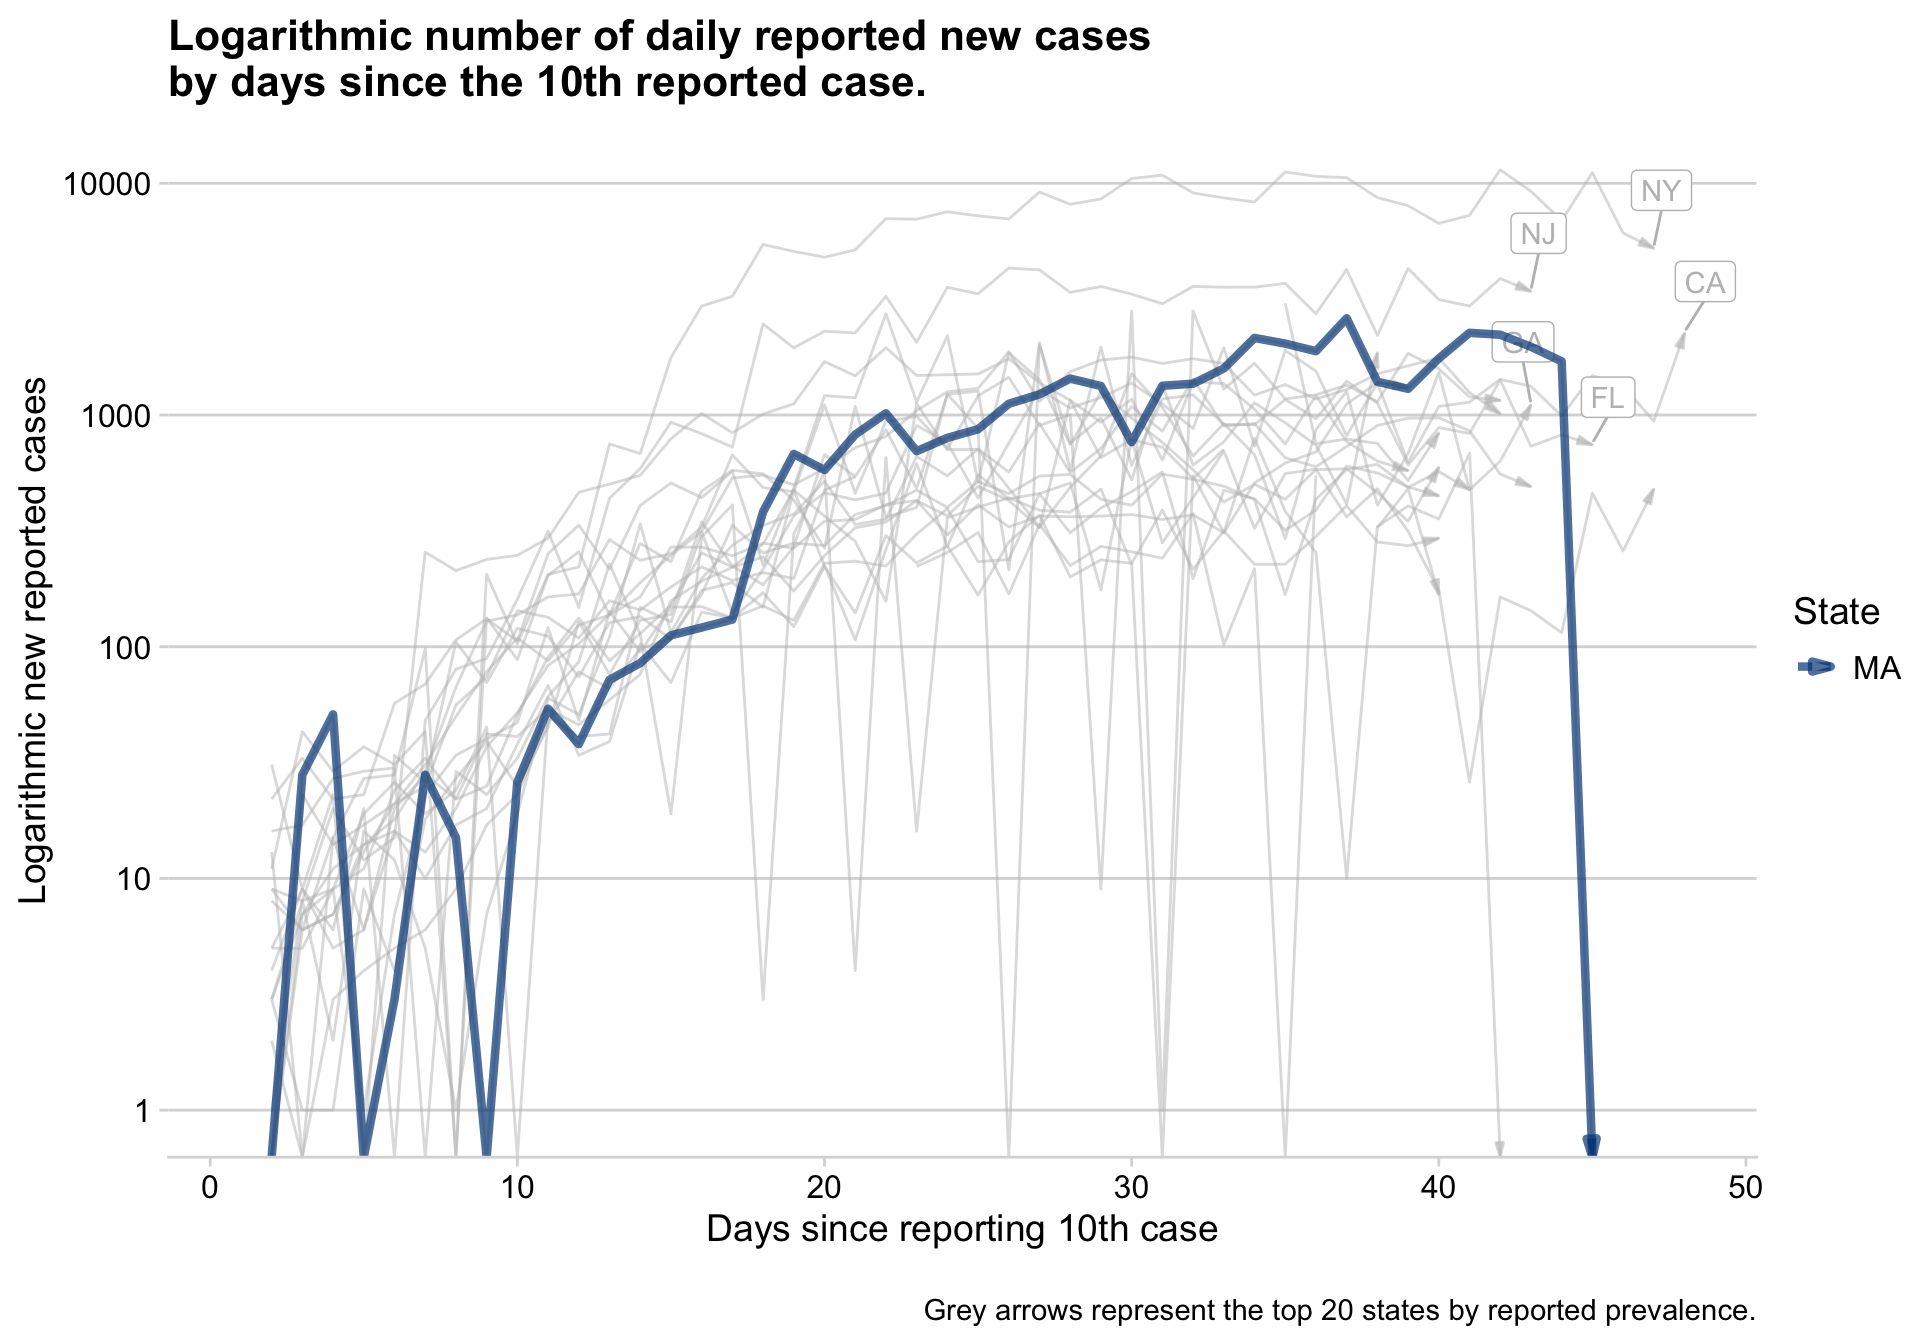 Logarithmic number of daily reported new cases
by days since the 10th reported case.
Logarithmic new reported cases
10000
1000
100
10
1
NY
NJ
CA
GA
FL
State
MA
0
10
20
30
40
50
Days since reporting 10th case
Grey arrows represent the top 20 states by reported prevalence.